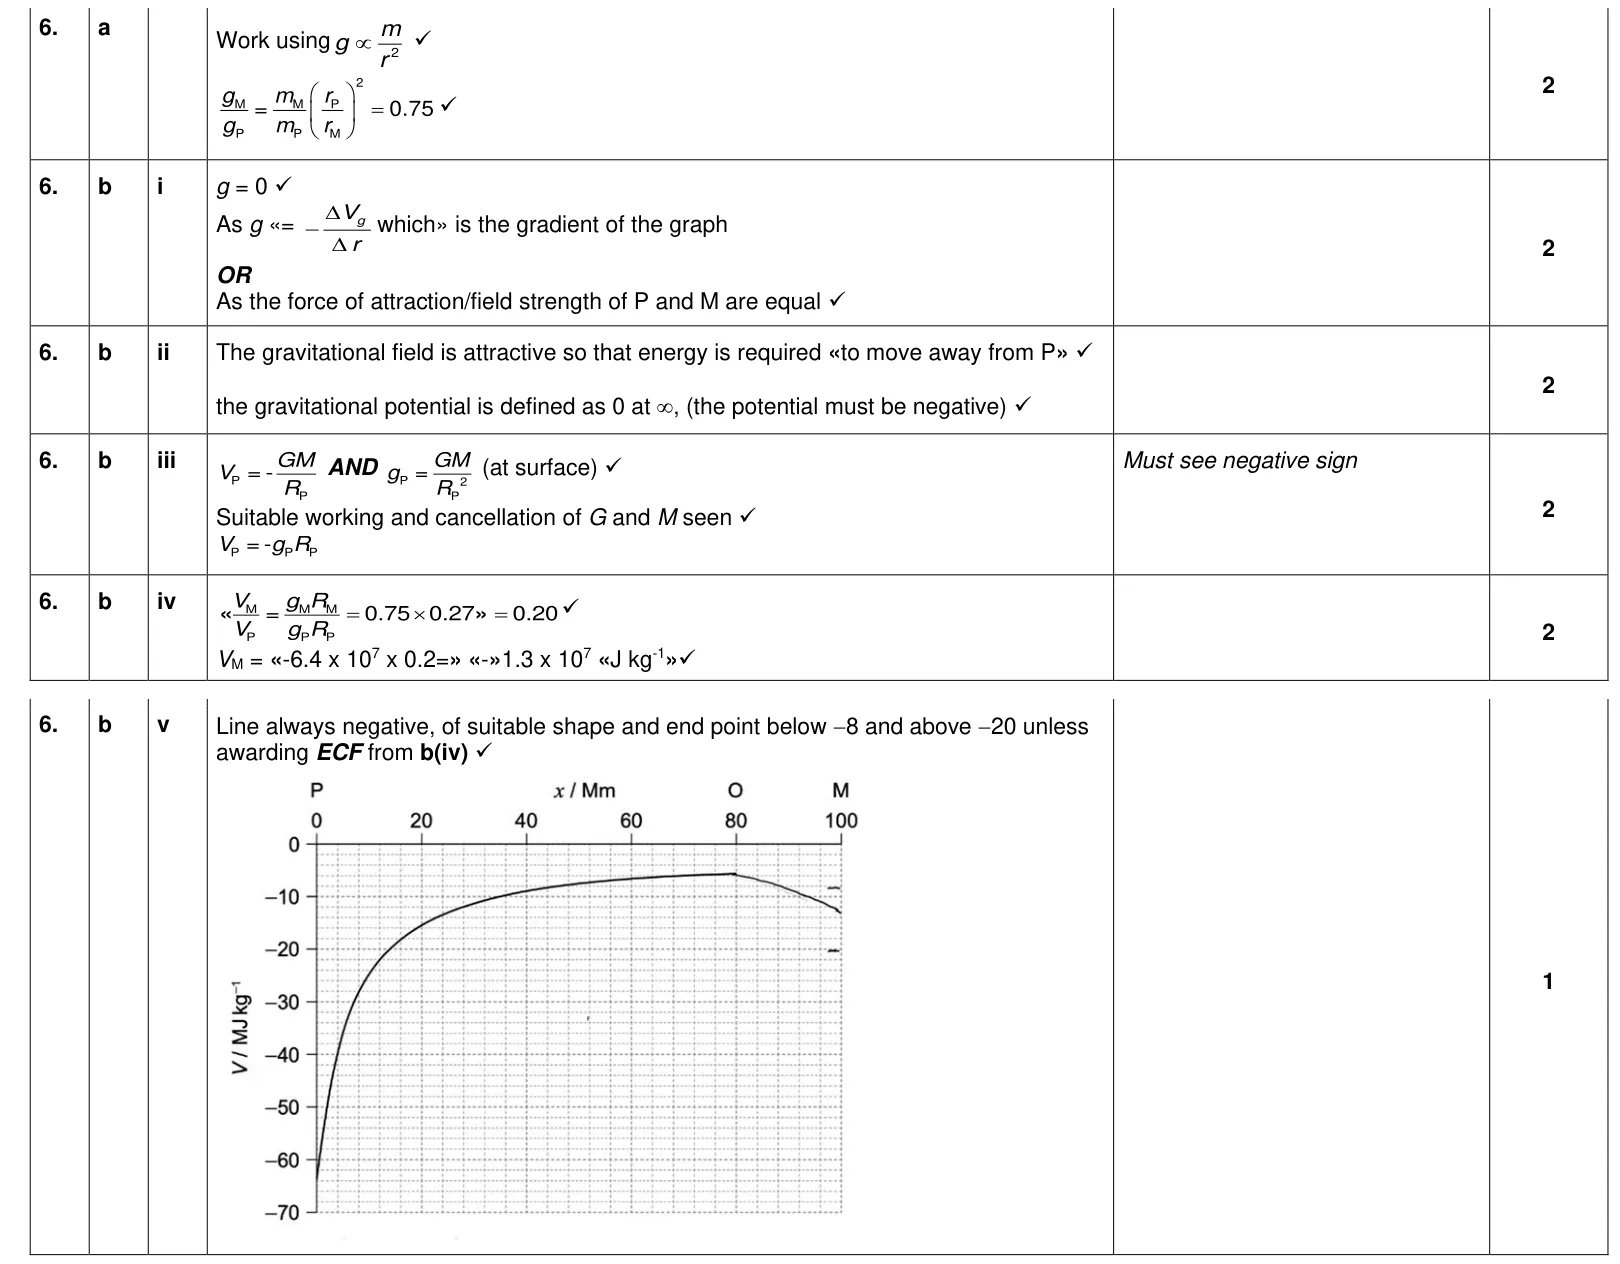 6. a
Work using g ∝ m/r² ✓
g_M/g_P = m_M/m_P (r_P/r_M)² = 0.75 ✓
2
6. b i
g = 0 ✓
As g «= −ΔV_g/Δr which» is the gradient of the graph
OR
As the force of attraction/field strength of P and M are equal ✓
2
6. b ii
The gravitational field is attractive so that energy is required «to move away from P» ✓
the gravitational potential is defined as 0 at ∞, (the potential must be negative) ✓
2
6. b iii
V_P = -GM/R_P AND g_P = GM/R_P² (at surface) ✓
Suitable working and cancellation of G and M seen ✓
V_P = -g_PR_P
Must see negative sign
2
6. b iv
«V_M/V_P = g_MR_M/g_PR_P = 0.75 × 0.27» = 0.20 ✓
V_M = «-6.4 x 10⁷ x 0.2=» «-»1.3 x 10⁷ «J kg⁻¹»✓
2
6. b v
Line always negative, of suitable shape and end point below −8 and above −20 unless
awarding ECF from b(iv) ✓
P x / Mm O M
0 20 40 60 80 100
0
−10
−20
−30
−40
−50
−60
−70
V / MJ kg⁻¹
1